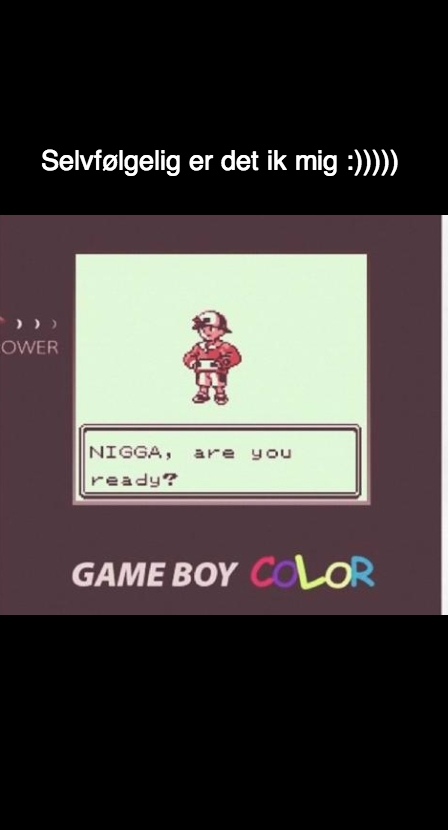 Selvfølgelig er det ik mig :)))))
OWER
NIGGA, are you
ready?
GAME BOY COLOR